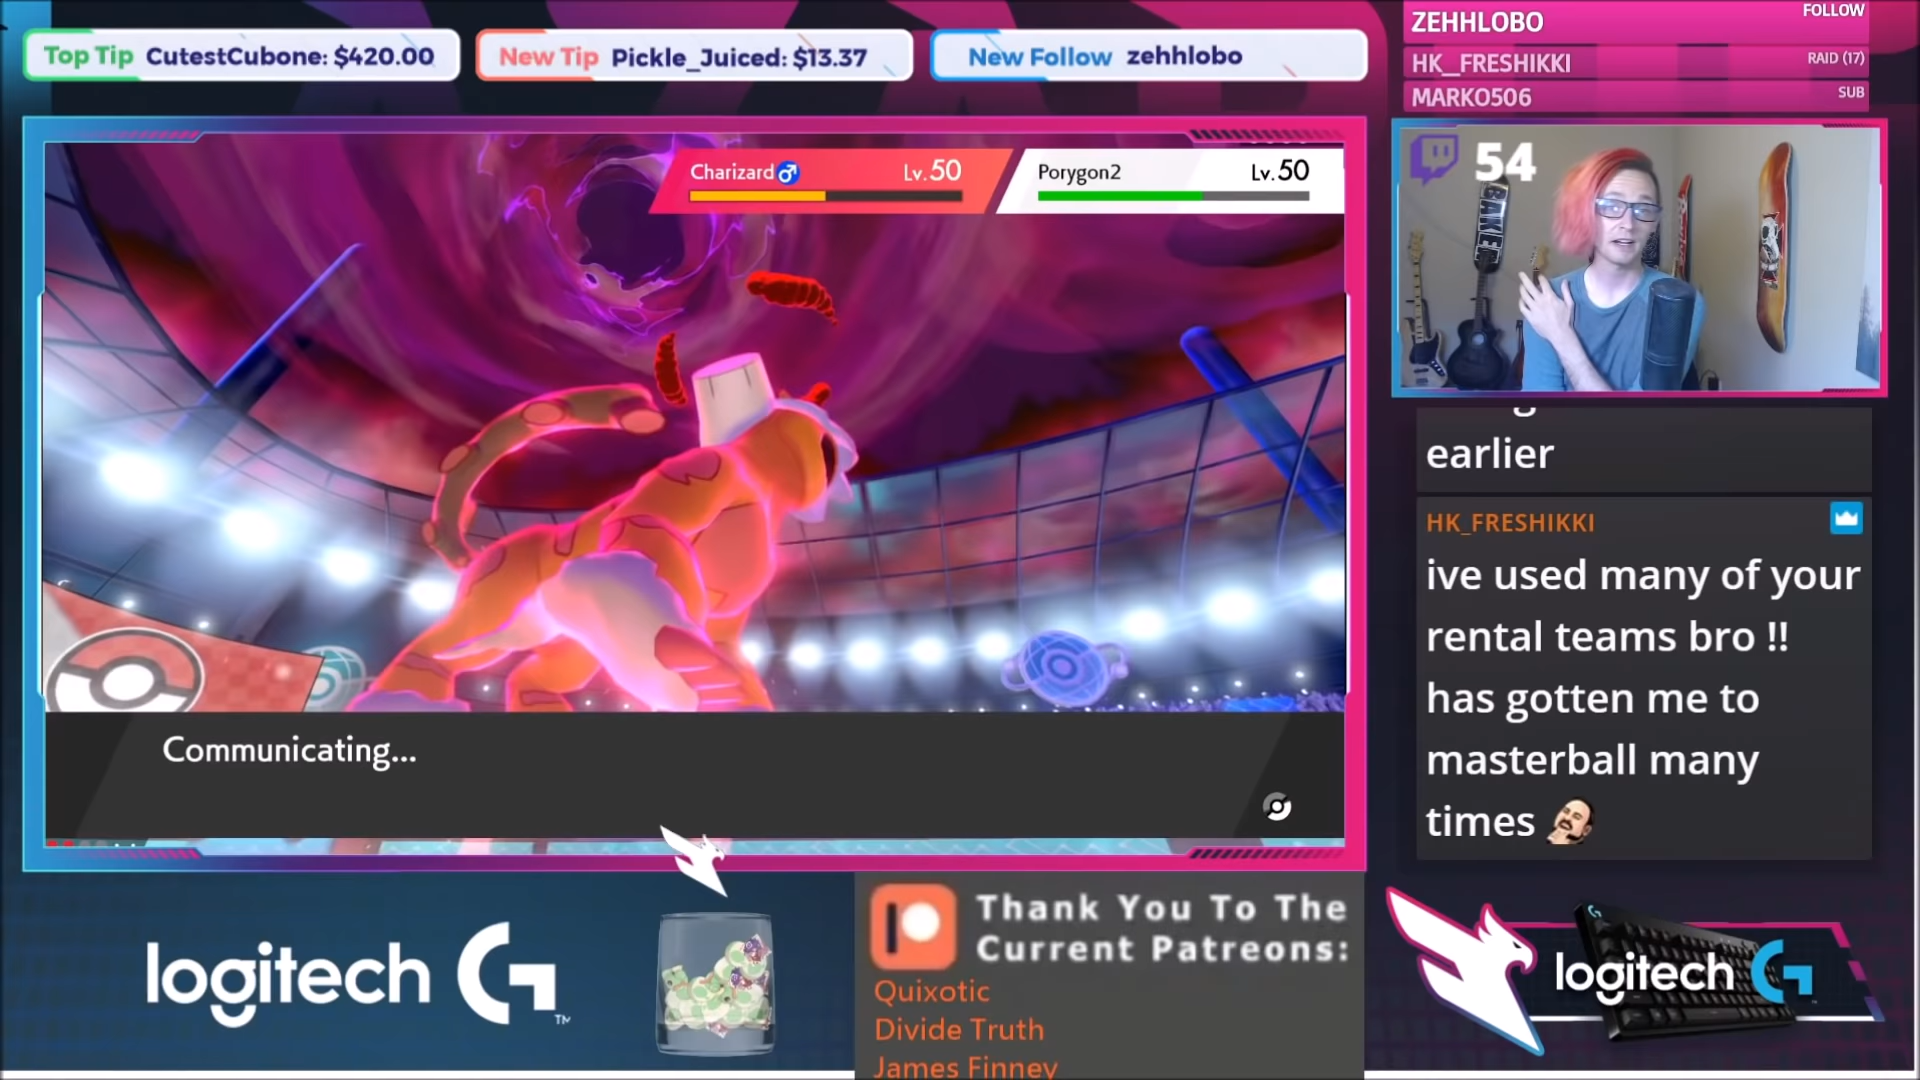 Top Tip CutestCubone: $420.00
New Tip Pickle_Juiced: $13.37
New Follow zehhlobo
ZEHHLOBO FOLLOW
HK_FRESHIKKI RAID (17)
MARKO506 SUB
Charizard♂ Lv.50
Porygon2 Lv.50
54
earlier
HK_FRESHIKKI
ive used many of your
rental teams bro !!
has gotten me to
masterball many
times
Communicating...
logitech G™
Thank You To The
Current Patreons:
Quixotic
Divide Truth
James Finney
logitech G